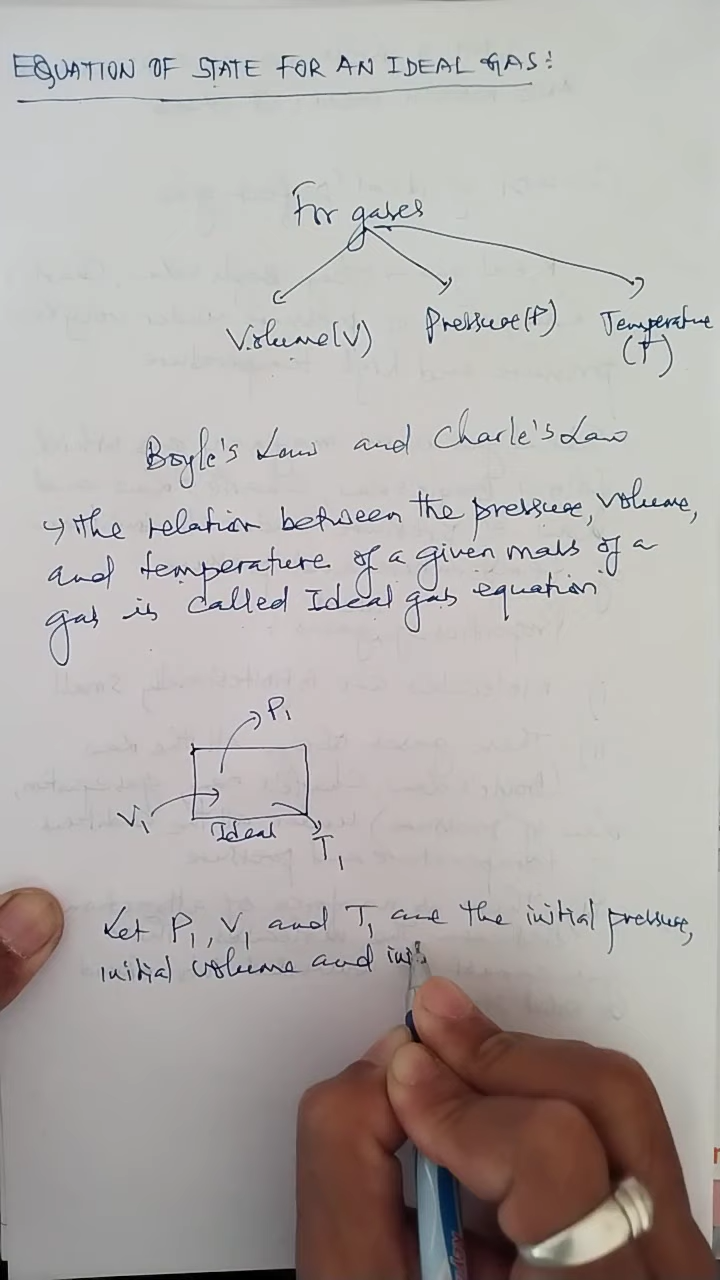 EQUATION OF STATE FOR AN IDEAL GAS:
For gases
Volume(V) Pressure(P) Temperature
(T)
Boyle's Law and Charle's Law
↪ The relation between the pressure, volume,
and temperature of a given mass of a
gas is called Ideal gas equation
P₁
V₁
Ideal
T₁
Let P₁, V₁ and T₁ are the initial pressure,
initial volume and ini